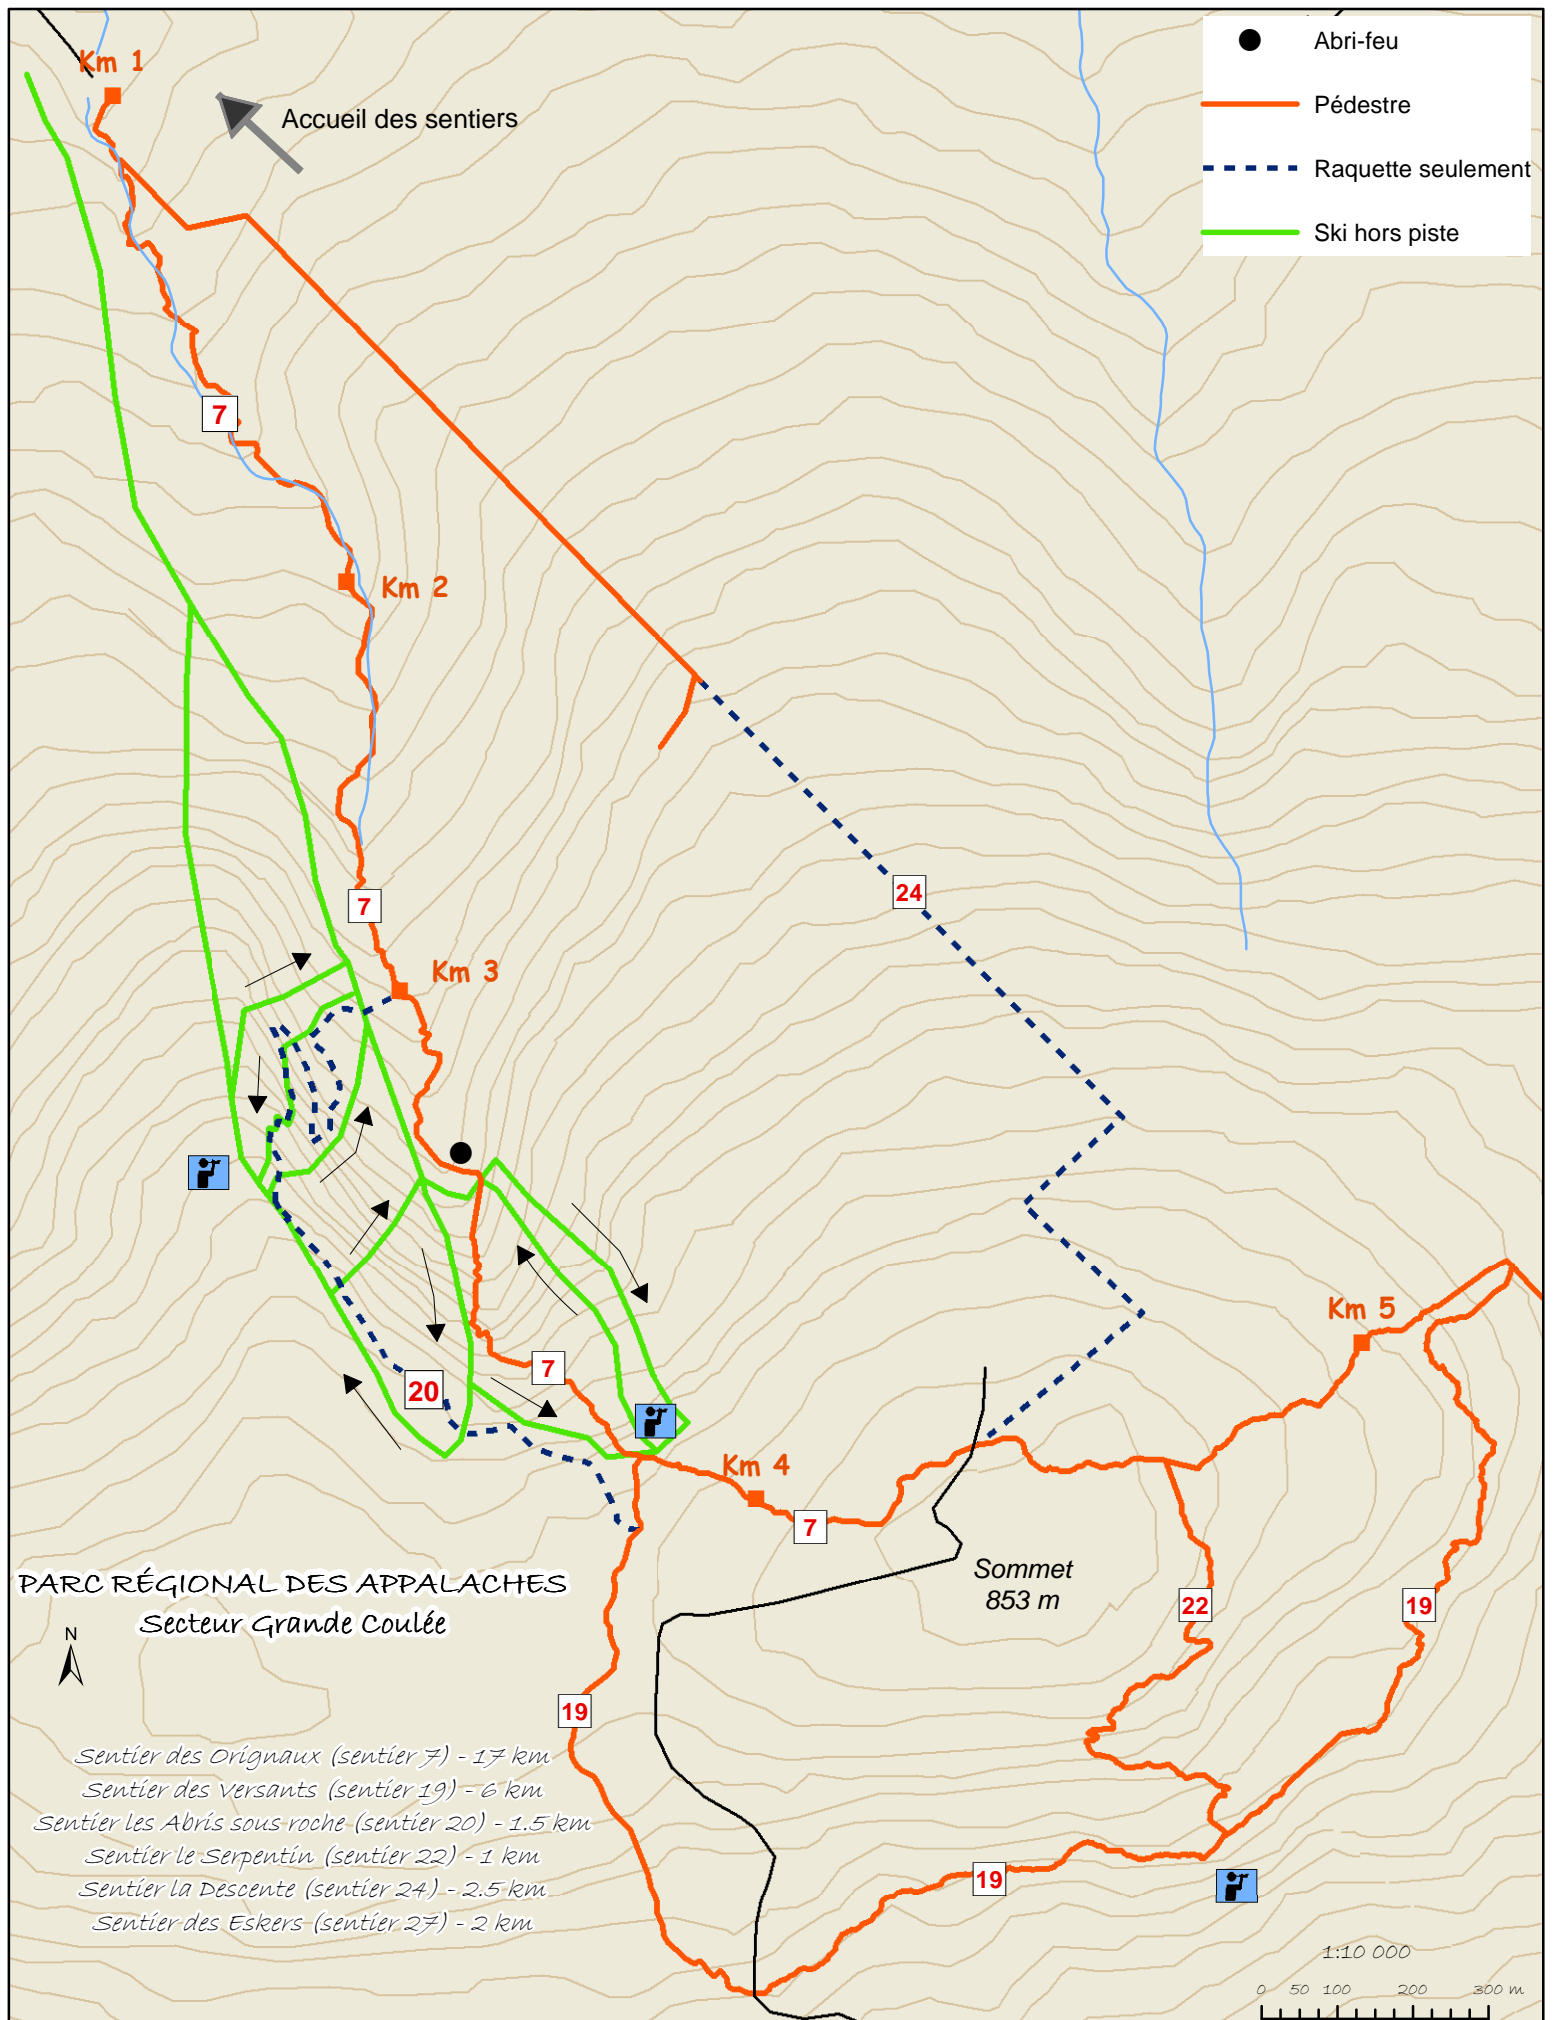 Km 1
Accueil des sentiers
Abri-feu
Pédestre
Raquette seulement
Ski hors piste
7
Km 2
24
7
Km 3
Km 5
7
20
Km 4
7
Sommet
853 m
22
19
PARC RÉGIONAL DES APPALACHES
Secteur Grande Coulée
N
19
Sentier des Orignaux (sentier 7) - 17 km
Sentier des Versants (sentier 19) - 6 km
Sentier les Abris sous roche (sentier 20) - 1.5 km
Sentier le Serpentin (sentier 22) - 1 km
Sentier la Descente (sentier 24) - 2.5 km
Sentier des Eskers (sentier 27) - 2 km
19
1:10 000
0 50 100 200 300 m